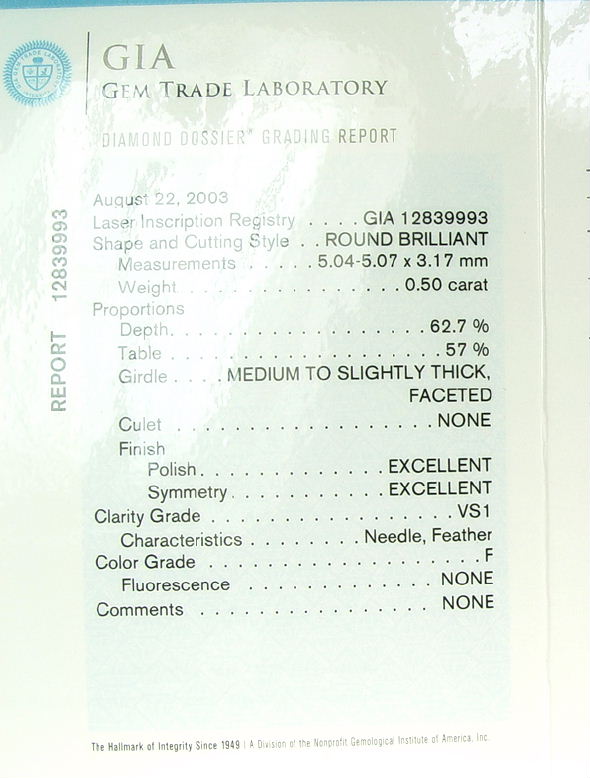 GIA
GEM TRADE LABORATORY
DIAMOND DOSSIER® GRADING REPORT
REPORT 12839993
August 22, 2003
Laser Inscription Registry . . . . GIA 12839993
Shape and Cutting Style . . ROUND BRILLIANT
Measurements . . . . . . 5.04-5.07 x 3.17 mm
Weight. . . . . . . . . . . . . . . . . 0.50 carat
Proportions
Depth. . . . . . . . . . . . . . . . . . . 62.7 %
Table . . . . . . . . . . . . . . . . . . . . 57 %
Girdle . . . . MEDIUM TO SLIGHTLY THICK,
FACETED
Culet . . . . . . . . . . . . . . . . . . NONE
Finish
Polish. . . . . . . . . . . . . EXCELLENT
Symmetry. . . . . . . . . . . EXCELLENT
Clarity Grade . . . . . . . . . . . . . . . . . VS1
Characteristics . . . . . . . . Needle, Feather
Color Grade . . . . . . . . . . . . . . . . . . . . F
Fluorescence . . . . . . . . . . . . . NONE
Comments . . . . . . . . . . . . . . . . NONE
The Hallmark of Integrity Since 1949 | A Division of the Nonprofit Gemological Institute of America, Inc.